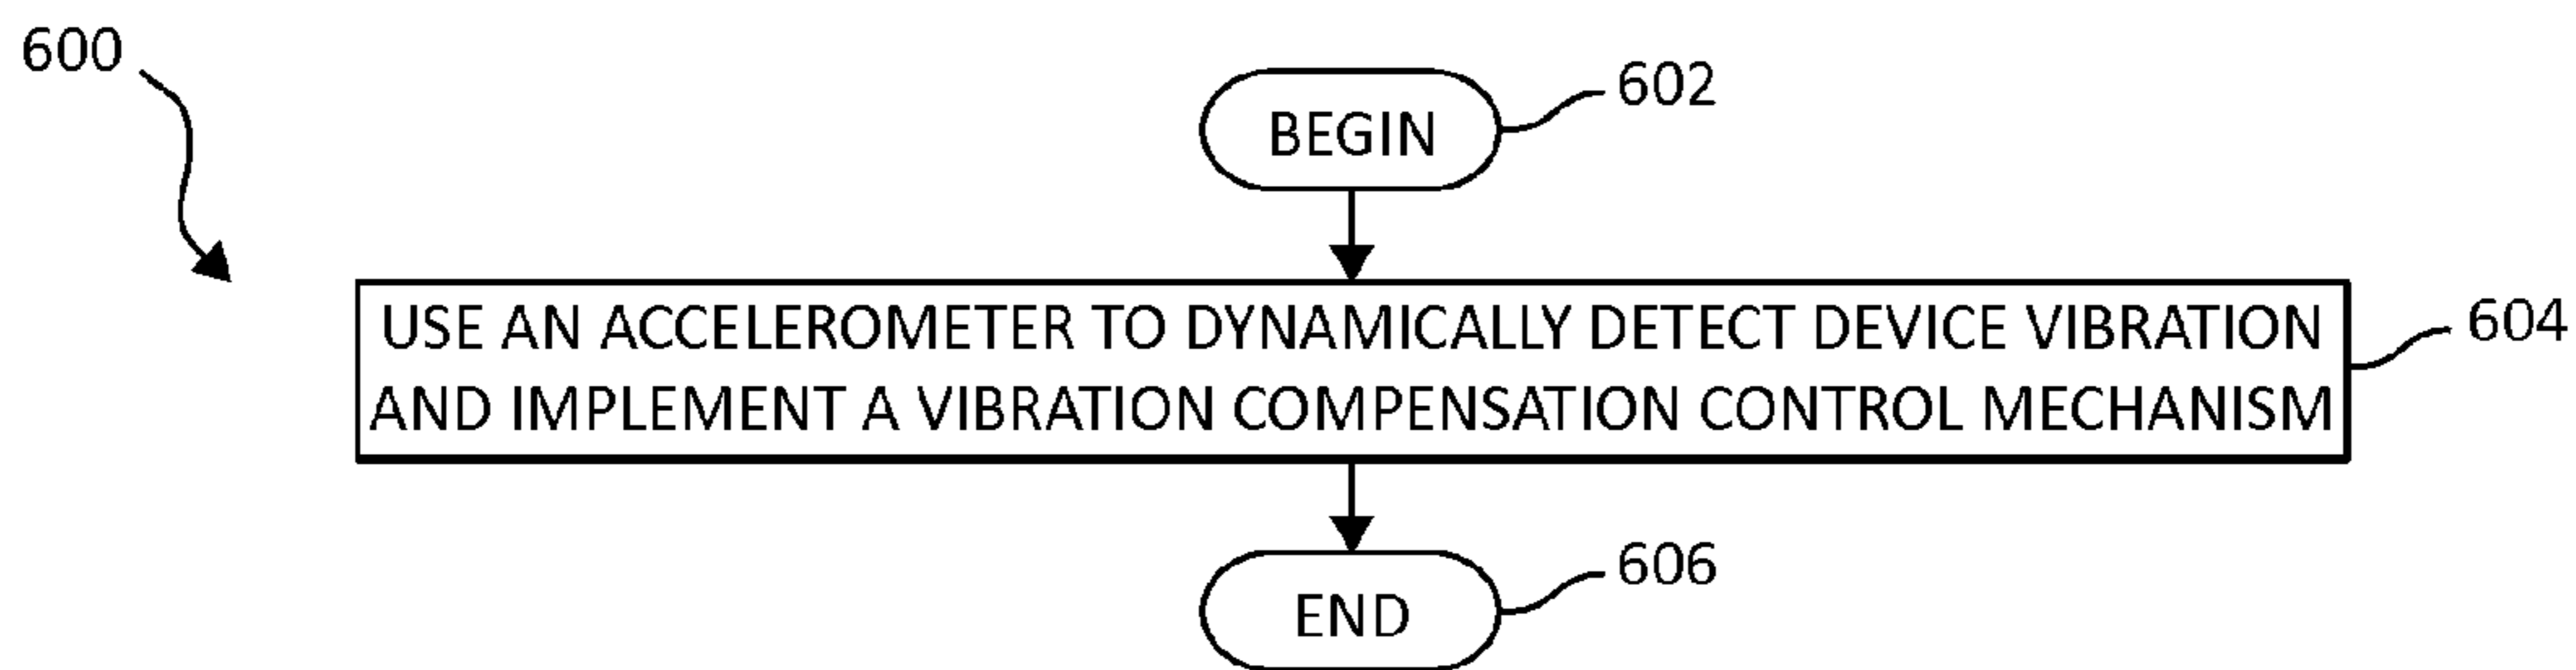 600
602
BEGIN
USE AN ACCELEROMETER TO DYNAMICALLY DETECT DEVICE VIBRATION
AND IMPLEMENT A VIBRATION COMPENSATION CONTROL MECHANISM
604
606
END